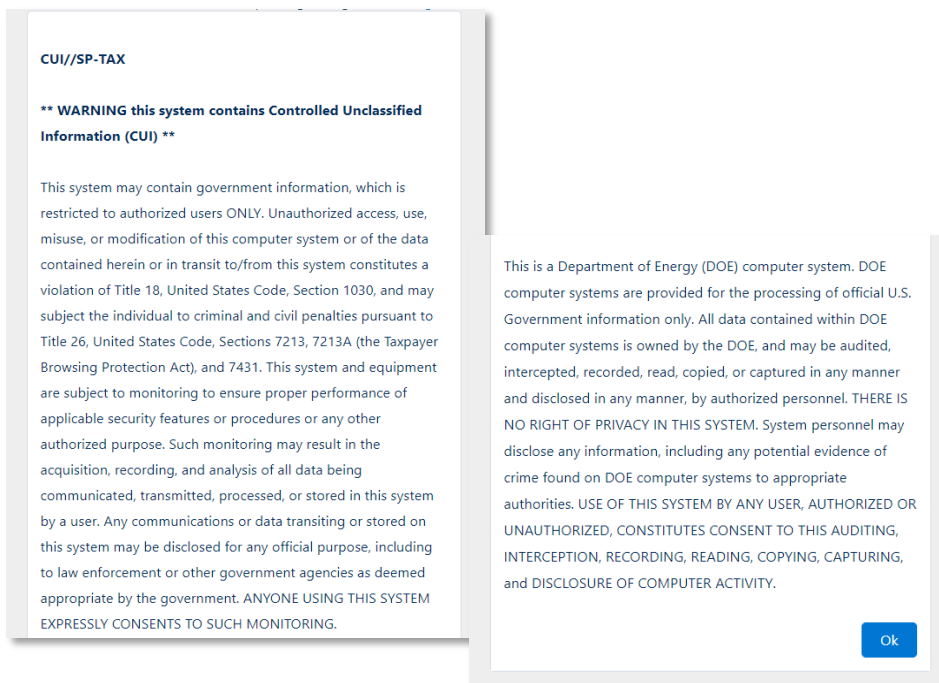 CUI//SP-TAX
** WARNING this system contains Controlled Unclassified
Information (CUI) **
This system may contain government information, which is
restricted to authorized users ONLY. Unauthorized access, use,
misuse, or modification of this computer system or of the data
contained herein or in transit to/from this system constitutes a
violation of Title 18, United States Code, Section 1030, and may
subject the individual to criminal and civil penalties pursuant to
Title 26, United States Code, Sections 7213, 7213A (the Taxpayer
Browsing Protection Act), and 7431. This system and equipment
are subject to monitoring to ensure proper performance of
applicable security features or procedures or any other
authorized purpose. Such monitoring may result in the
acquisition, recording, and analysis of all data being
communicated, transmitted, processed, or stored in this system
by a user. Any communications or data transiting or stored on
this system may be disclosed for any official purpose, including
to law enforcement or other government agencies as deemed
appropriate by the government. ANYONE USING THIS SYSTEM
EXPRESSLY CONSENTS TO SUCH MONITORING.
This is a Department of Energy (DOE) computer system. DOE
computer systems are provided for the processing of official U.S.
Government information only. All data contained within DOE
computer systems is owned by the DOE, and may be audited,
intercepted, recorded, read, copied, or captured in any manner
and disclosed in any manner, by authorized personnel. THERE IS
NO RIGHT OF PRIVACY IN THIS SYSTEM. System personnel may
disclose any information, including any potential evidence of
crime found on DOE computer systems to appropriate
authorities. USE OF THIS SYSTEM BY ANY USER, AUTHORIZED OR
UNAUTHORIZED, CONSTITUTES CONSENT TO THIS AUDITING,
INTERCEPTION, RECORDING, READING, COPYING, CAPTURING,
and DISCLOSURE OF COMPUTER ACTIVITY.
Ok